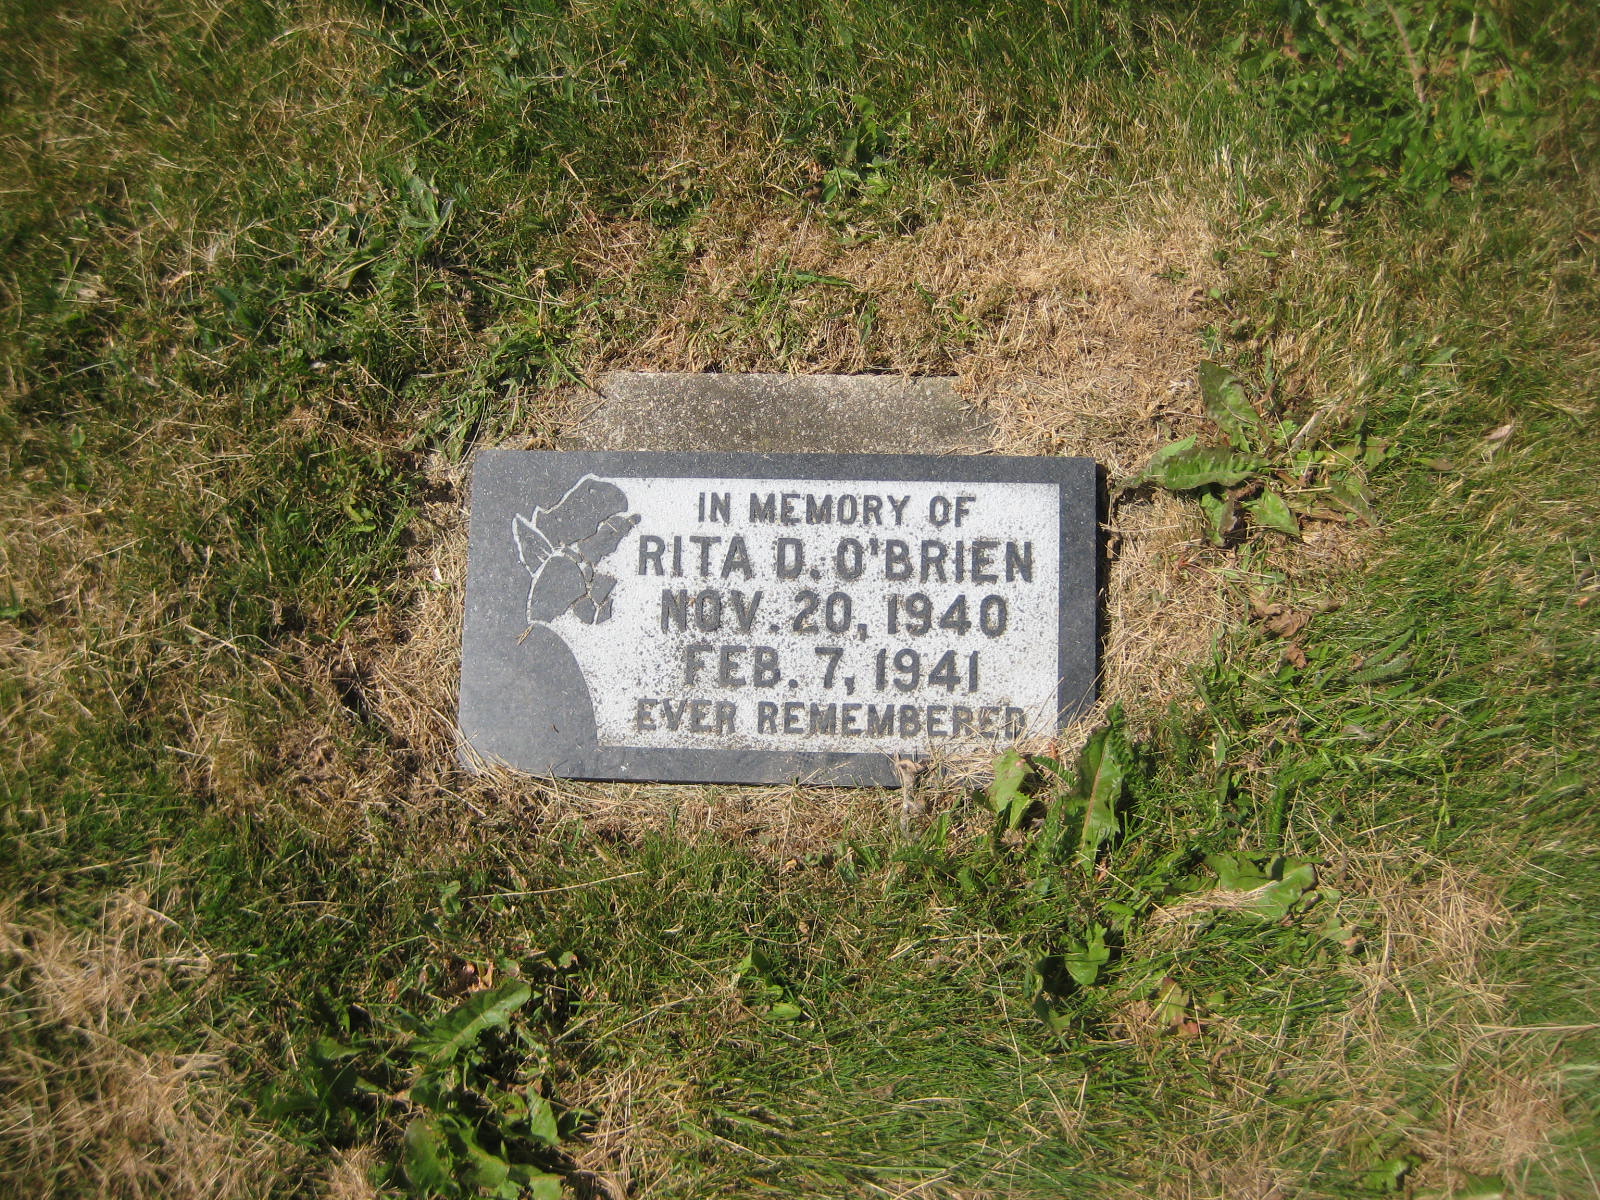 IN MEMORY OF
RITA D. O'BRIEN
NOV. 20, 1940
FEB. 7, 1941
EVER REMEMBERED